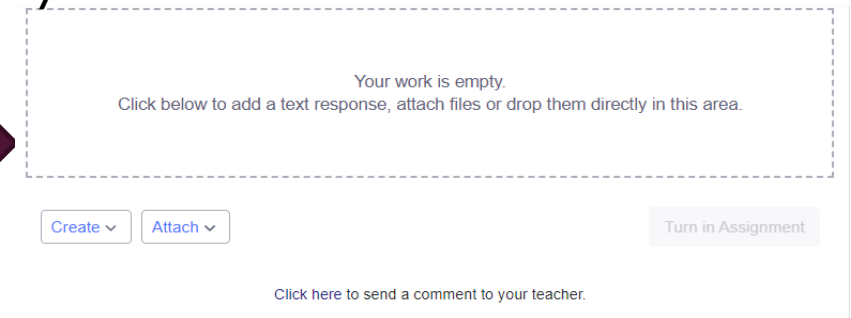 Your work is empty.
Click below to add a text response, attach files or drop them directly in this area.
Create
Attach
Turn in Assignment
Click here to send a comment to your teacher.